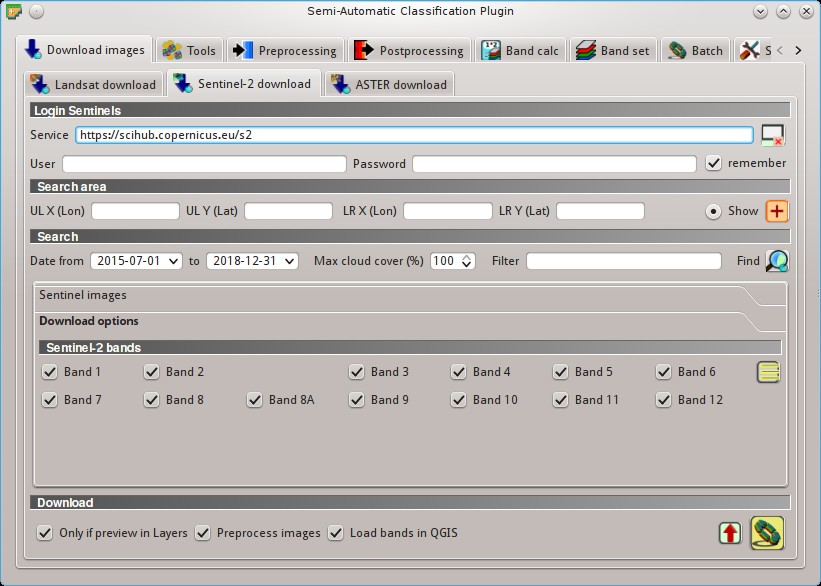 Semi-Automatic Classification Plugin
Download images Tools Preprocessing Postprocessing Band calc Band set Batch S
Landsat download Sentinel-2 download ASTER download
Login Sentinels
Service https://scihub.copernicus.eu/s2
User Password remember
Search area
UL X (Lon) UL Y (Lat) LR X (Lon) LR Y (Lat) Show
Search
Date from 2015-07-01 to 2018-12-31 Max cloud cover (%) 100 Filter Find
Sentinel images
Download options
Sentinel-2 bands
Band 1 Band 2 Band 3 Band 4 Band 5 Band 6
Band 7 Band 8 Band 8A Band 9 Band 10 Band 11 Band 12
Download
Only if preview in Layers Preprocess images Load bands in QGIS